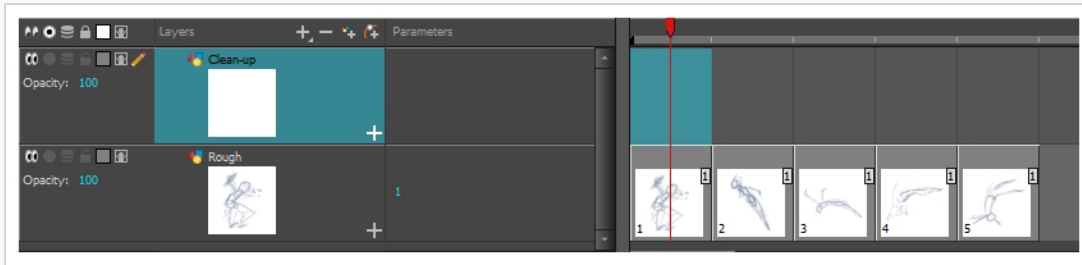 Layers Parameters
Clean-up
Opacity: 100
Rough
Opacity: 100
1
1 1 1 1 1
1 2 3 4 5